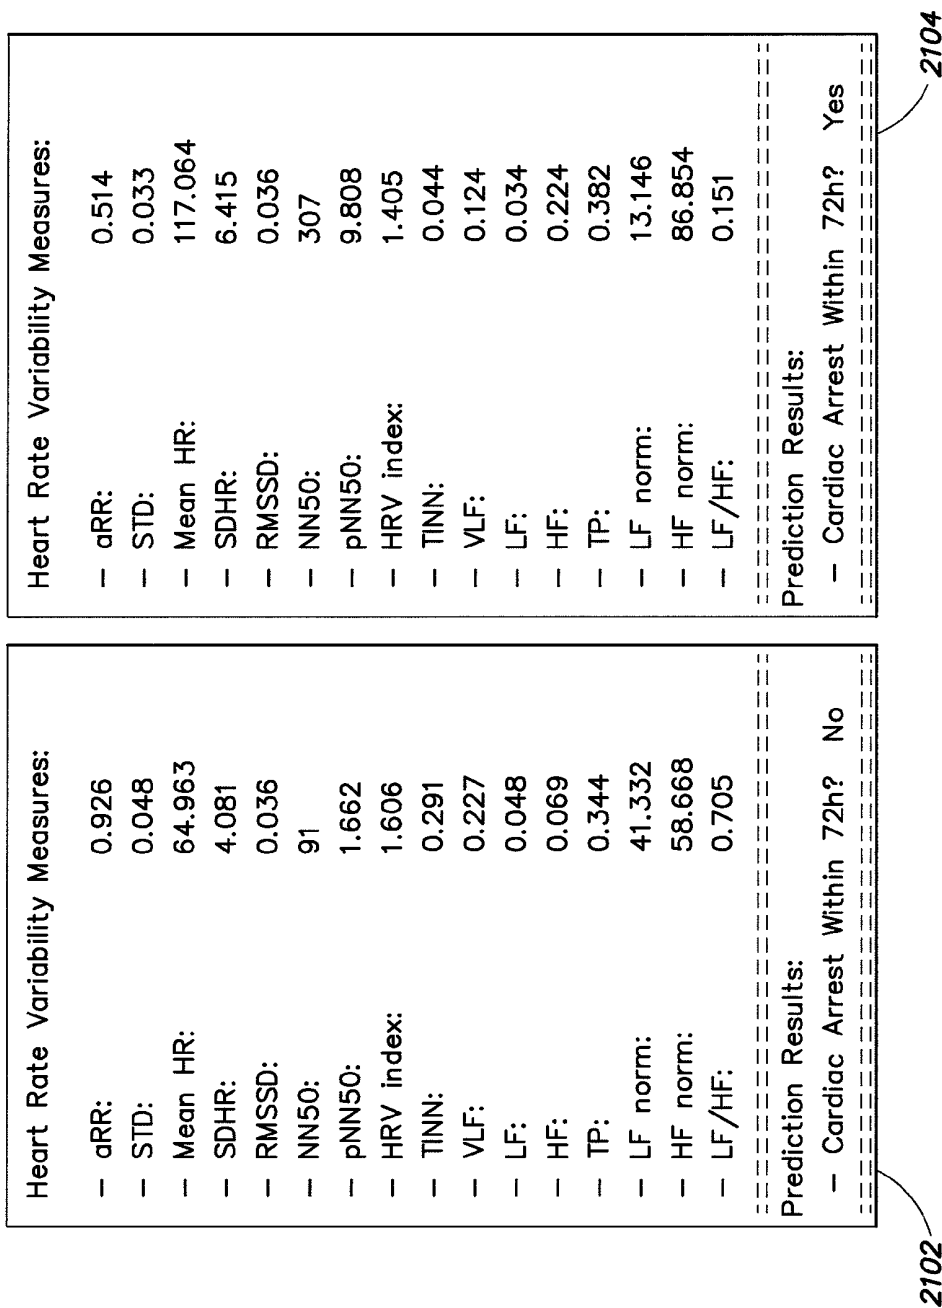 Heart Rate Variability Measures:
– aRR: 0.926
– STD: 0.048
– Mean HR: 64.963
– SDHR: 4.081
– RMSSD: 0.036
– NN50: 91
– pNN50: 1.662
– HRV index: 1.606
– TINN: 0.291
– VLF: 0.227
– LF: 0.048
– HF: 0.069
– TP: 0.344
– LF norm: 41.332
– HF norm: 58.668
– LF/HF: 0.705
Prediction Results:
– Cardiac Arrest Within 72h? No
2102
Heart Rate Variability Measures:
– aRR: 0.514
– STD: 0.033
– Mean HR: 117.064
– SDHR: 6.415
– RMSSD: 0.036
– NN50: 307
– pNN50: 9.808
– HRV index: 1.405
– TINN: 0.044
– VLF: 0.124
– LF: 0.034
– HF: 0.224
– TP: 0.382
– LF norm: 13.146
– HF norm: 86.854
– LF/HF: 0.151
Prediction Results:
– Cardiac Arrest Within 72h? Yes
2104